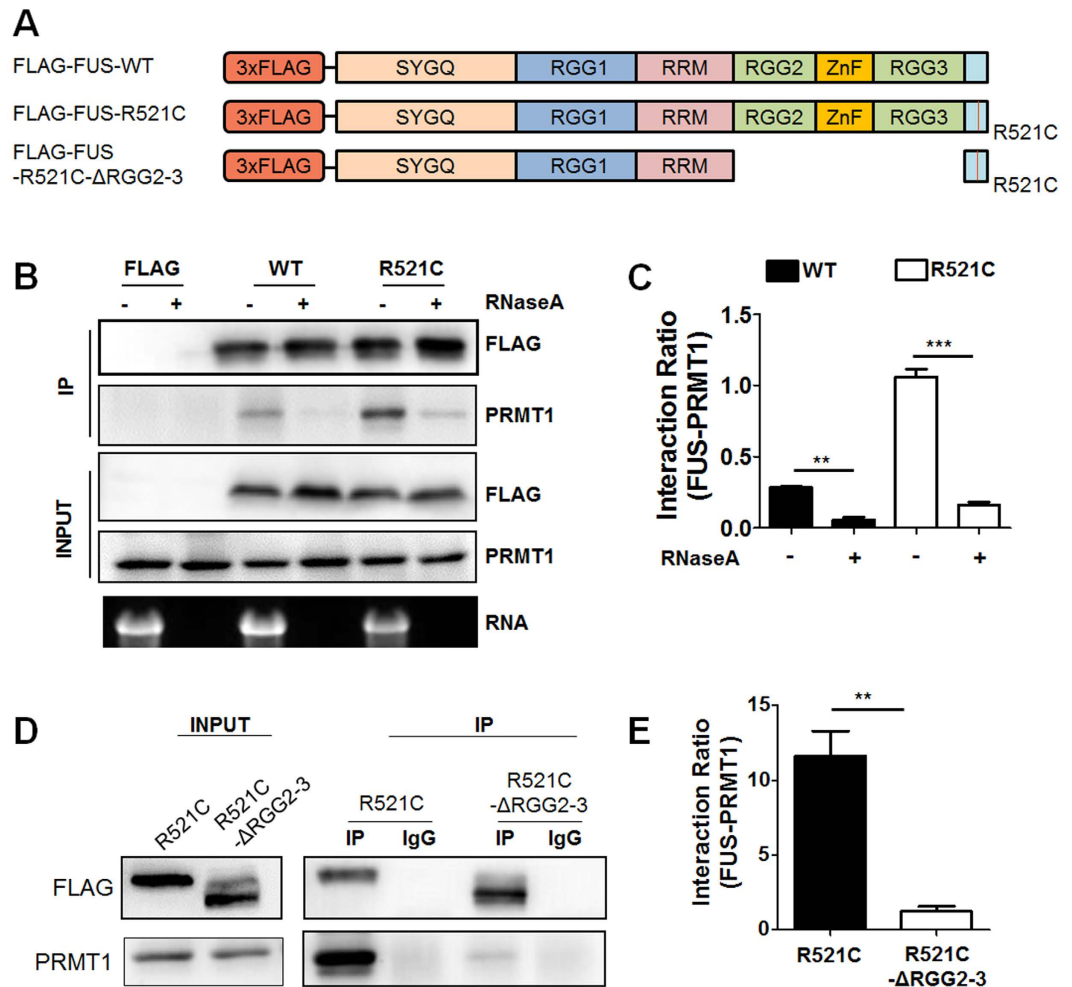 A
FLAG-FUS-WT
3xFLAG SYGQ RGG1 RRM RGG2 ZnF RGG3
FLAG-FUS-R521C
3xFLAG SYGQ RGG1 RRM RGG2 ZnF RGG3
R521C
FLAG-FUS
-R521C-ΔRGG2-3
3xFLAG SYGQ RGG1 RRM
R521C
B
FLAG WT R521C
- + - + - + RNaseA
IP
FLAG
PRMT1
INPUT
FLAG
PRMT1
RNA
C
WT R521C
Interaction Ratio
(FUS-PRMT1)
1.5
1.0
0.5
0.0
** ***
- + - +
RNaseA
D
INPUT IP
R521C
R521C
-ΔRGG2-3
R521C
R521C
-ΔRGG2-3
IP IgG IP IgG
FLAG
PRMT1
E
Interaction Ratio
(FUS-PRMT1)
15
10
5
0
**
R521C
R521C
-ΔRGG2-3